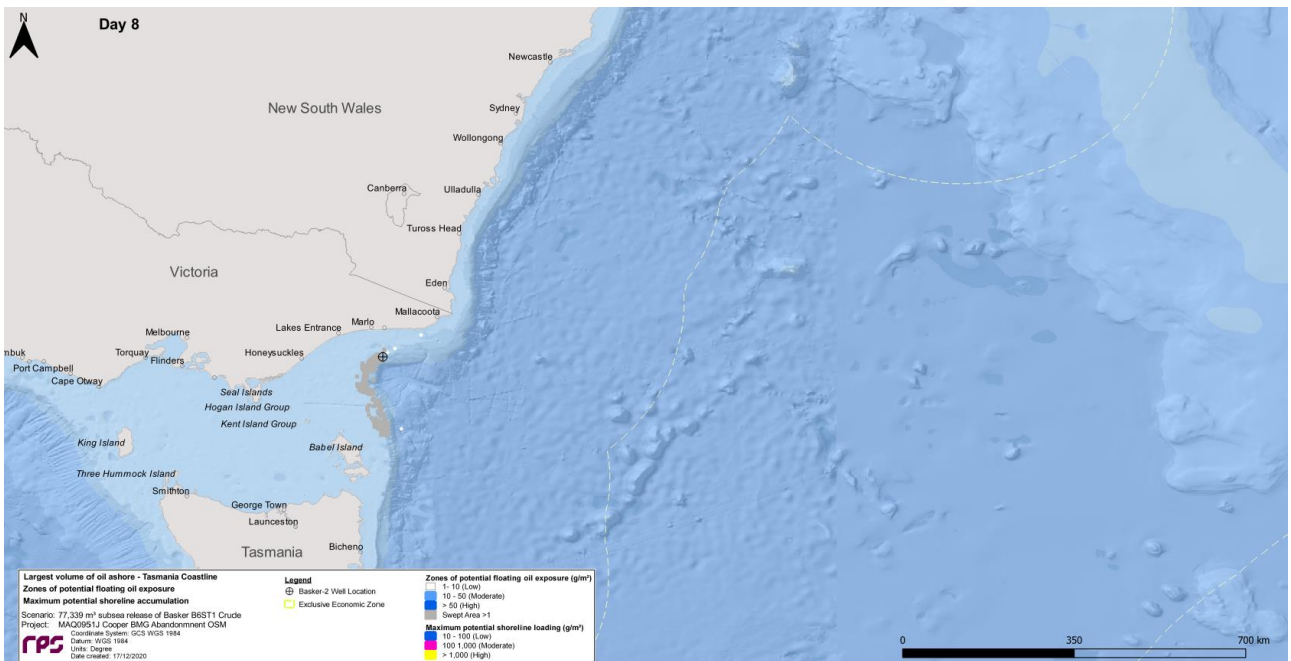 N
Day 8
Newcastle
New South Wales
Sydney
Wollongong
Canberra
Ulladulla
Tuross Head
Victoria
Eden
Mallacoota
Marlo
Lakes Entrance
Melbourne
Honeysuckles
Torquay
Flinders
mbuk
Port Campbell
Cape Otway
Seal Islands
Hogan Island Group
Kent Island Group
King Island
Babel Island
Three Hummock Island
Smithton
George Town
Launceston
Tasmania
Bicheno
Largest volume of oil ashore - Tasmania Coastline
Zones of potential floating oil exposure
Maximum potential shoreline accumulation
Scenario: 77,339 m³ subsea release of Basker B6ST1 Crude
Project: MAQ0951J Cooper BMG Abandonmnent OSM
rps
Coordinate System: GCS WGS 1984
Datum: WGS 1984
Units: Degree
Date created: 17/12/2020
Legend
Basker-2 Well Location
Exclusive Economic Zone
Zones of potential floating oil exposure (g/m²)
1- 10 (Low)
10 - 50 (Moderate)
> 50 (High)
Swept Area >1
Maximum potential shoreline loading (g/m²)
10 - 100 (Low)
100 1,000 (Moderate)
> 1,000 (High)
0 350 700 km